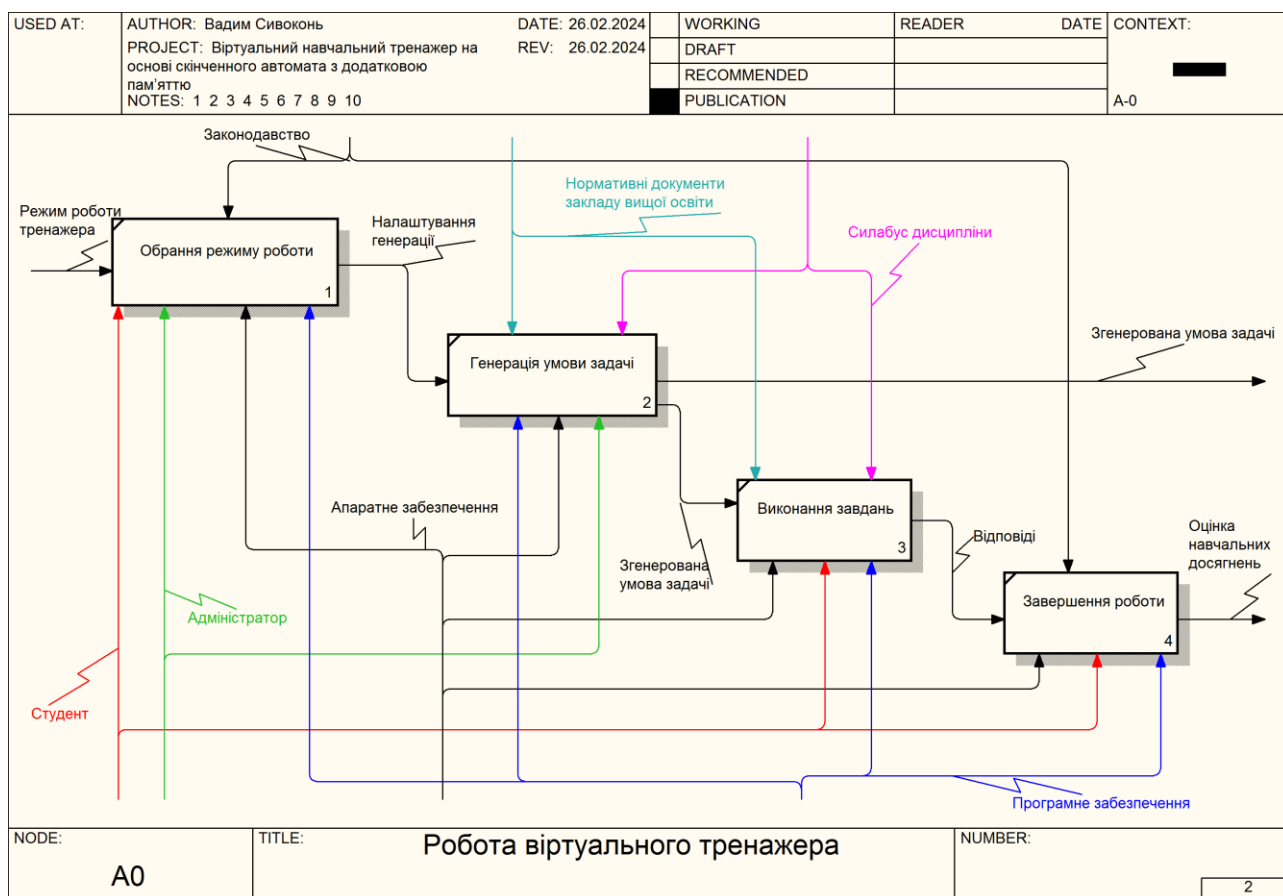 USED AT:
AUTHOR: Вадим Сивоконь
DATE: 26.02.2024
PROJECT: Віртуальний навчальний тренажер на
основі скінченного автомата з додатковою
пам’яттю
REV: 26.02.2024
NOTES: 1 2 3 4 5 6 7 8 9 10
WORKING
DRAFT
RECOMMENDED
PUBLICATION
READER
DATE
CONTEXT:
A-0
Законодавство
Режим роботи
тренажера
Обрання режиму роботи
1
Налаштування
генерації
Нормативні документи
закладу вищої освіти
Силабус дисципліни
Генерація умови задачі
2
Згенерована умова задачі
Апаратне забезпечення
Згенерована
умова задачі
Виконання завдань
3
Відповіді
Оцінка
навчальних
досягнень
Завершення роботи
4
Адміністратор
Студент
Програмне забезпечення
NODE:
A0
TITLE:
Робота віртуального тренажера
NUMBER:
2